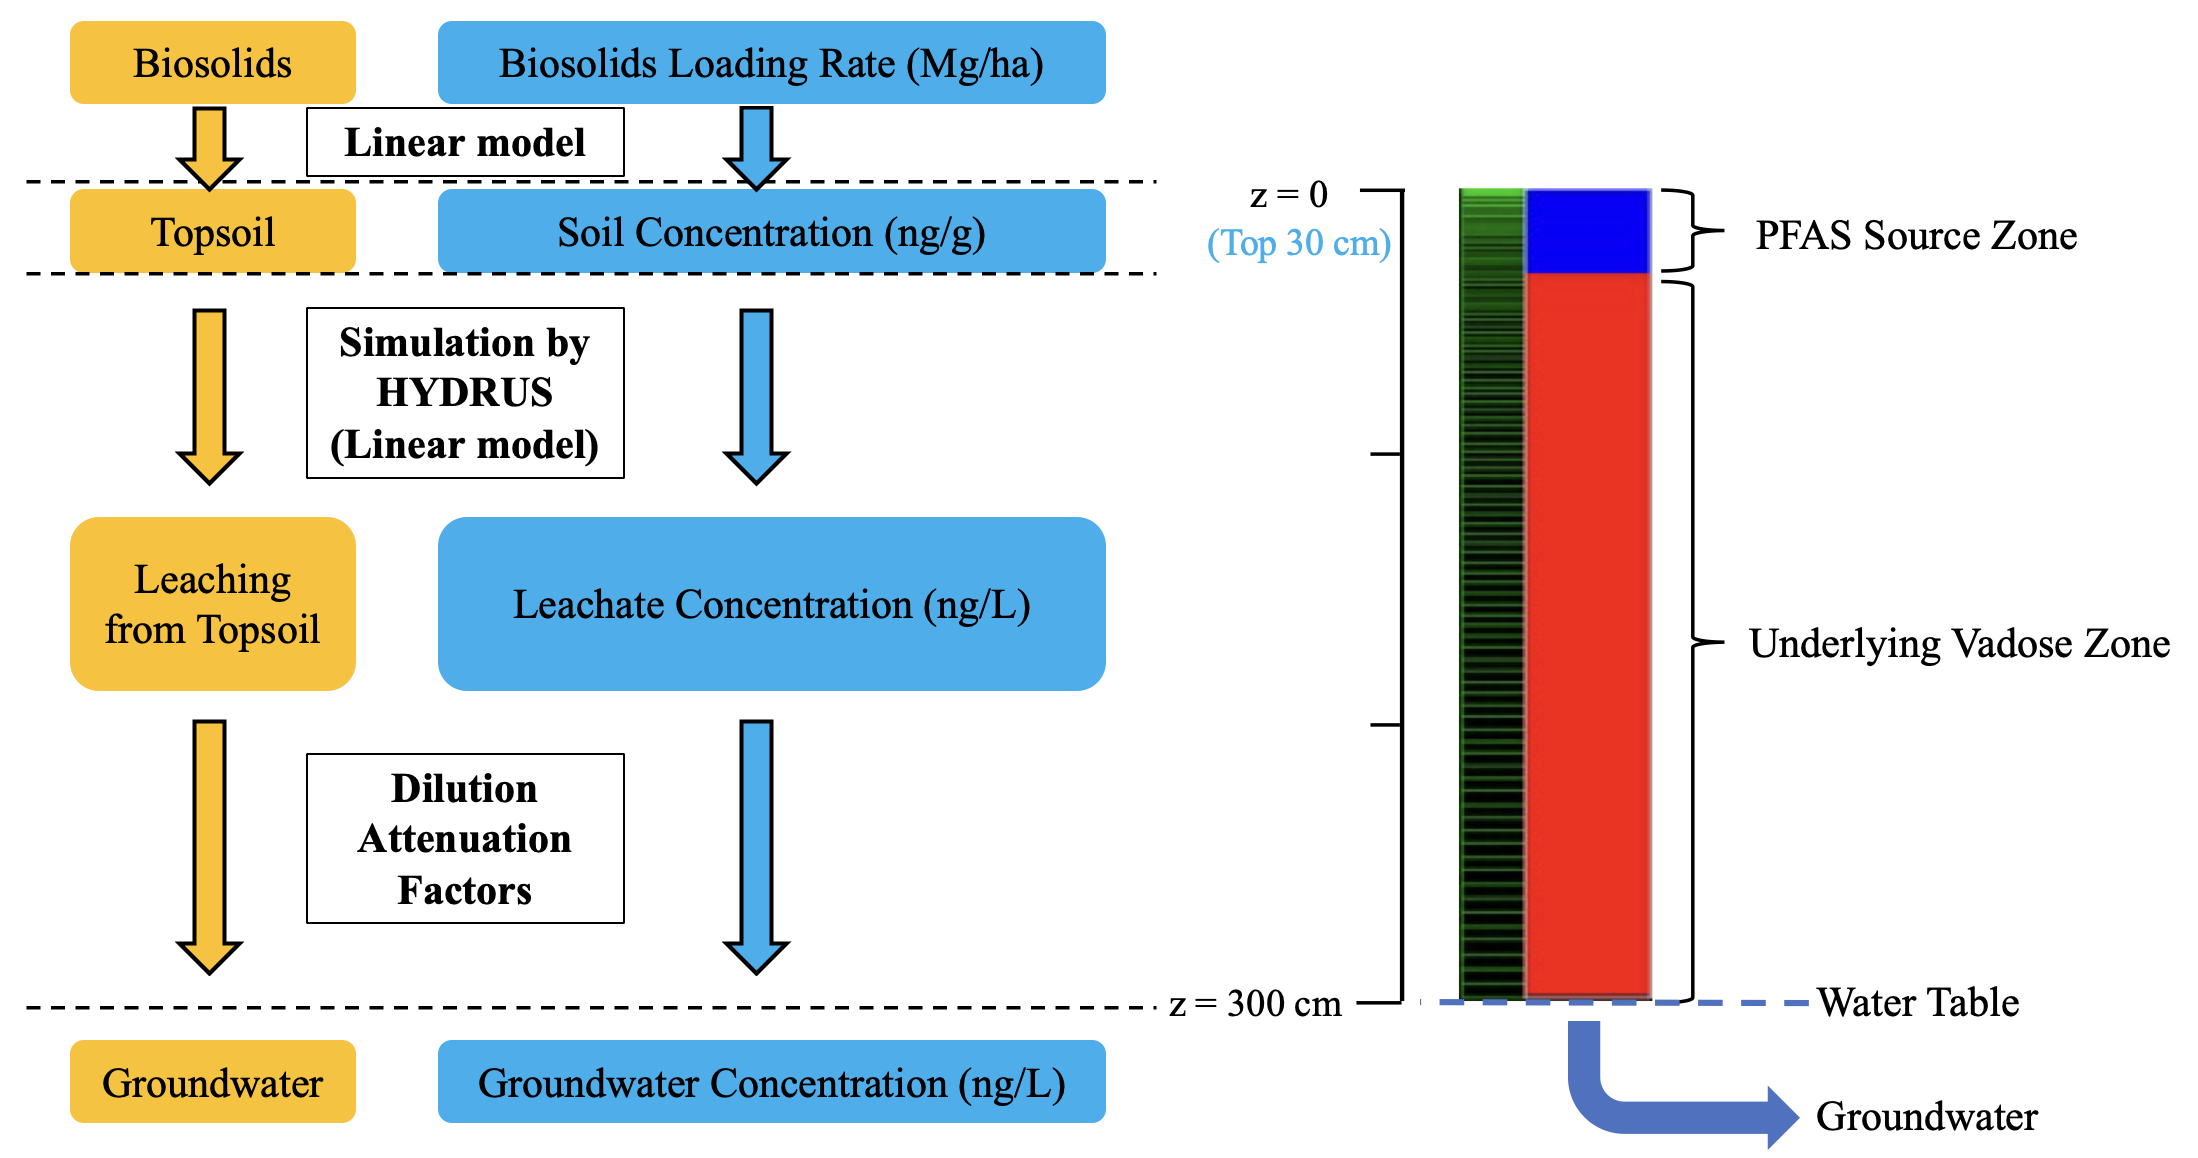 Biosolids
Biosolids Loading Rate (Mg/ha)
Linear model
Topsoil
Soil Concentration (ng/g)
Simulation by
HYDRUS
(Linear model)
Leaching
from Topsoil
Leachate Concentration (ng/L)
Dilution
Attenuation
Factors
Groundwater
Groundwater Concentration (ng/L)
z = 0
(Top 30 cm)
PFAS Source Zone
Underlying Vadose Zone
z = 300 cm
Water Table
Groundwater